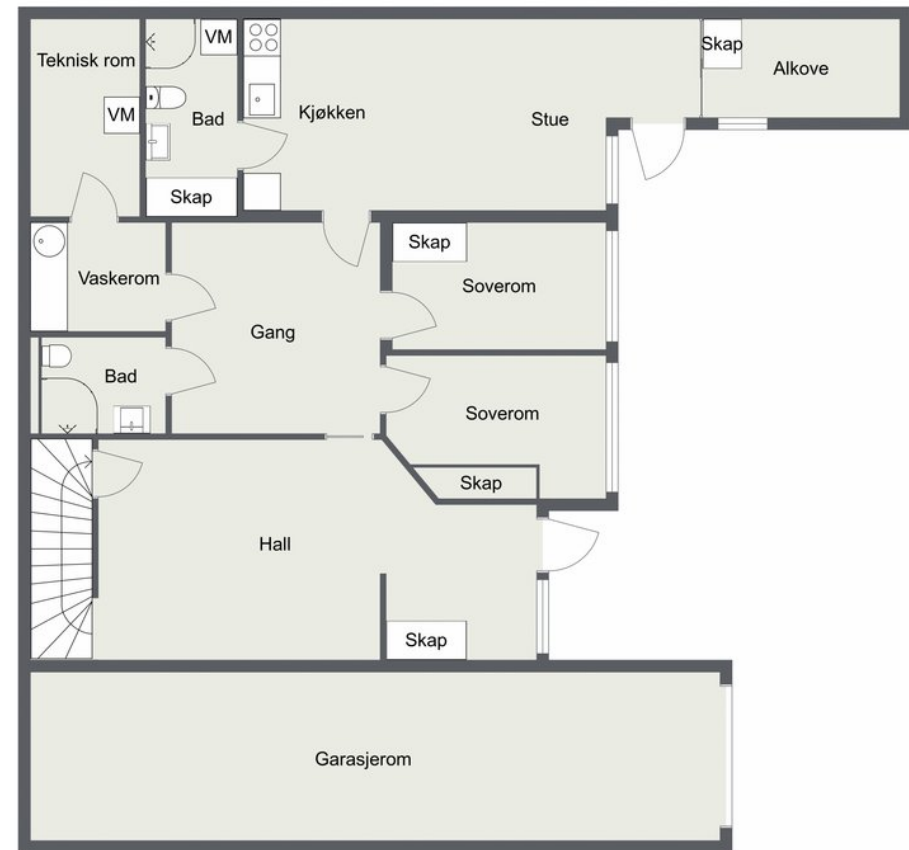 VM
Skap
Teknisk rom
Alkove
VM
Kjøkken
Bad
Stue
Skap
Skap
Vaskerom
Soverom
Gang
Bad
Soverom
Skap
Hall
Skap
Garasjerom